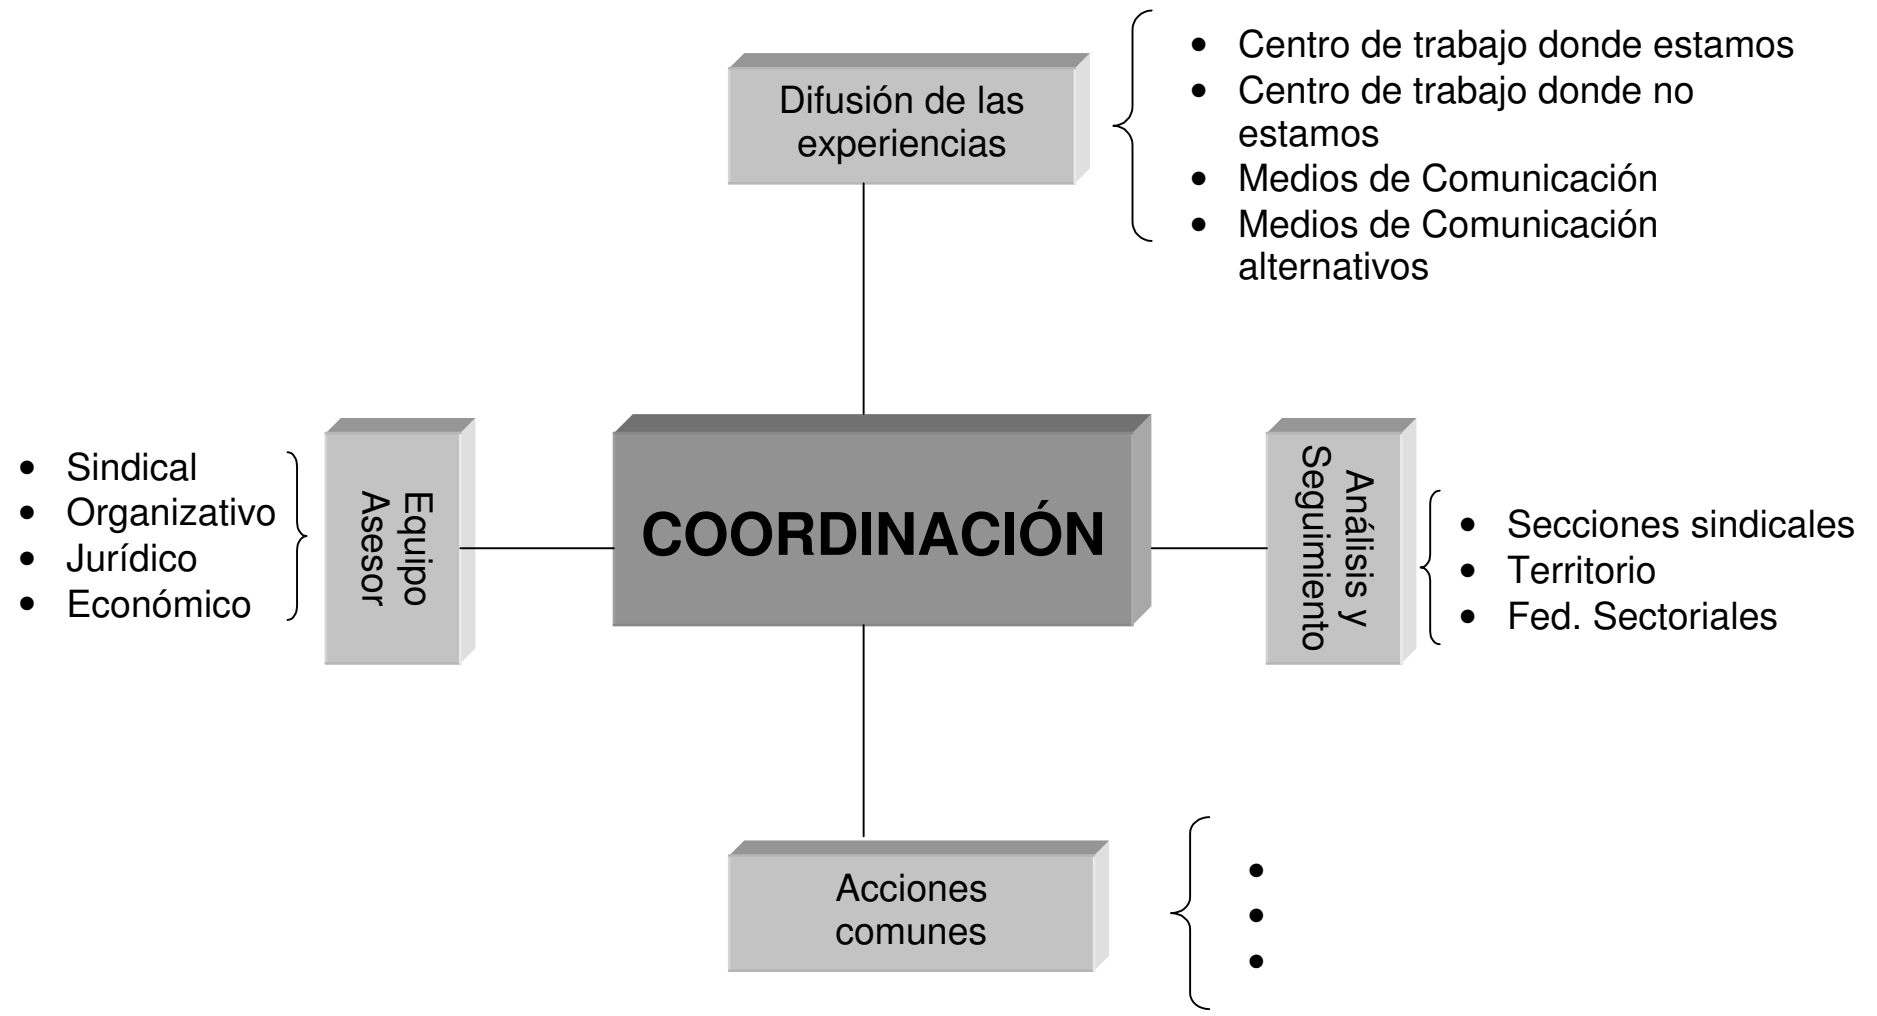 Difusión de las
experiencias
• Centro de trabajo donde estamos
• Centro de trabajo donde no
estamos
• Medios de Comunicación
• Medios de Comunicación
alternativos
• Sindical
• Organizativo
• Jurídico
• Económico
Equipo
Asesor
COORDINACIÓN
Análisis y
Seguimiento
• Secciones sindicales
• Territorio
• Fed. Sectoriales
Acciones
comunes
•
•
•